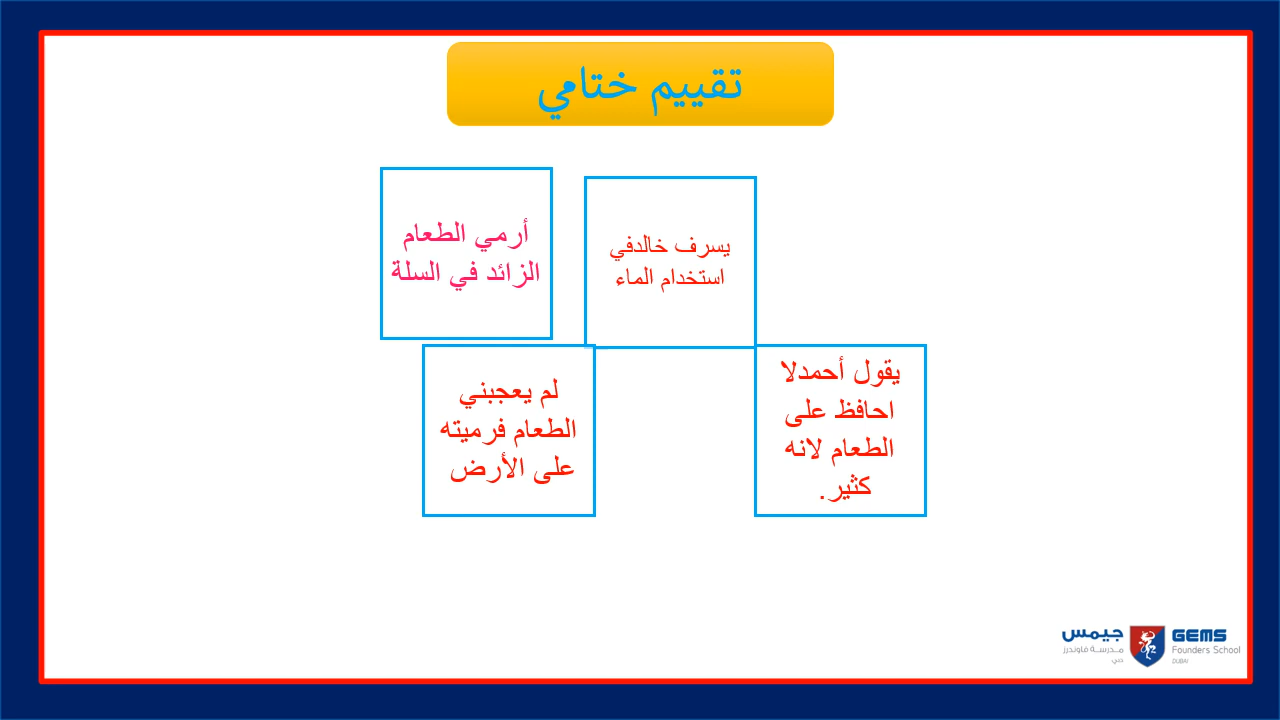 تقييم ختامي
يسرف خالدفي
استخدام الماء
أرمي الطعام
الزائد في السلة
يقول أحمدلا
احافظ على
الطعام لانه
كثير.
لم يعجبني
الطعام فرميته
على الأرض
جيمس
مدرسة فاوندرز
دبي
GEMS
Founders School
DUBAI